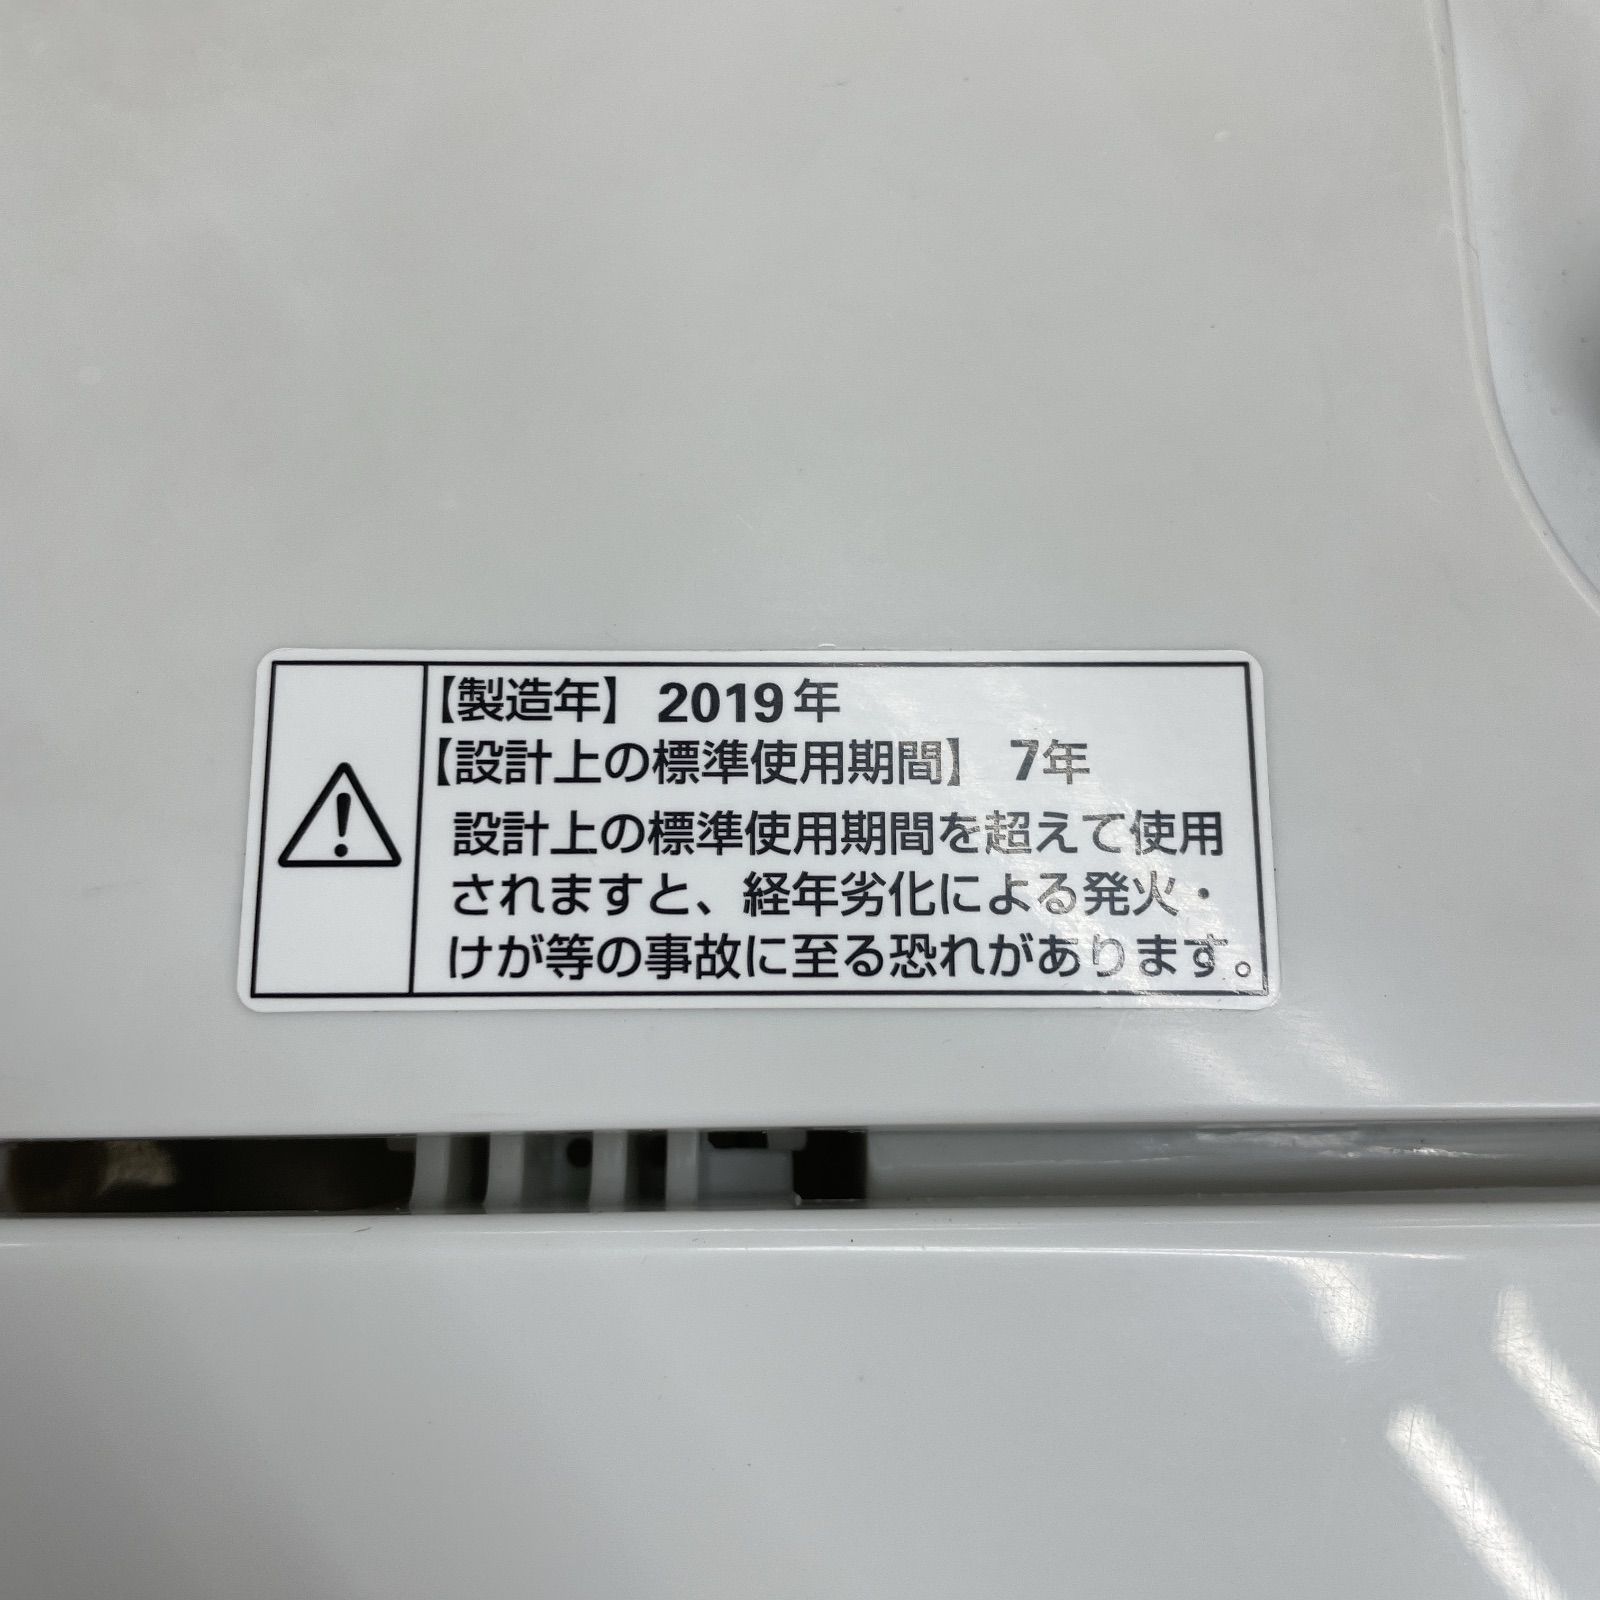 【製造年】 2019年
【設計上の標準使用期間】 7年
設計上の標準使用期間を超えて使用
されますと、経年劣化による発火・
けが等の事故に至る恐れがあります。